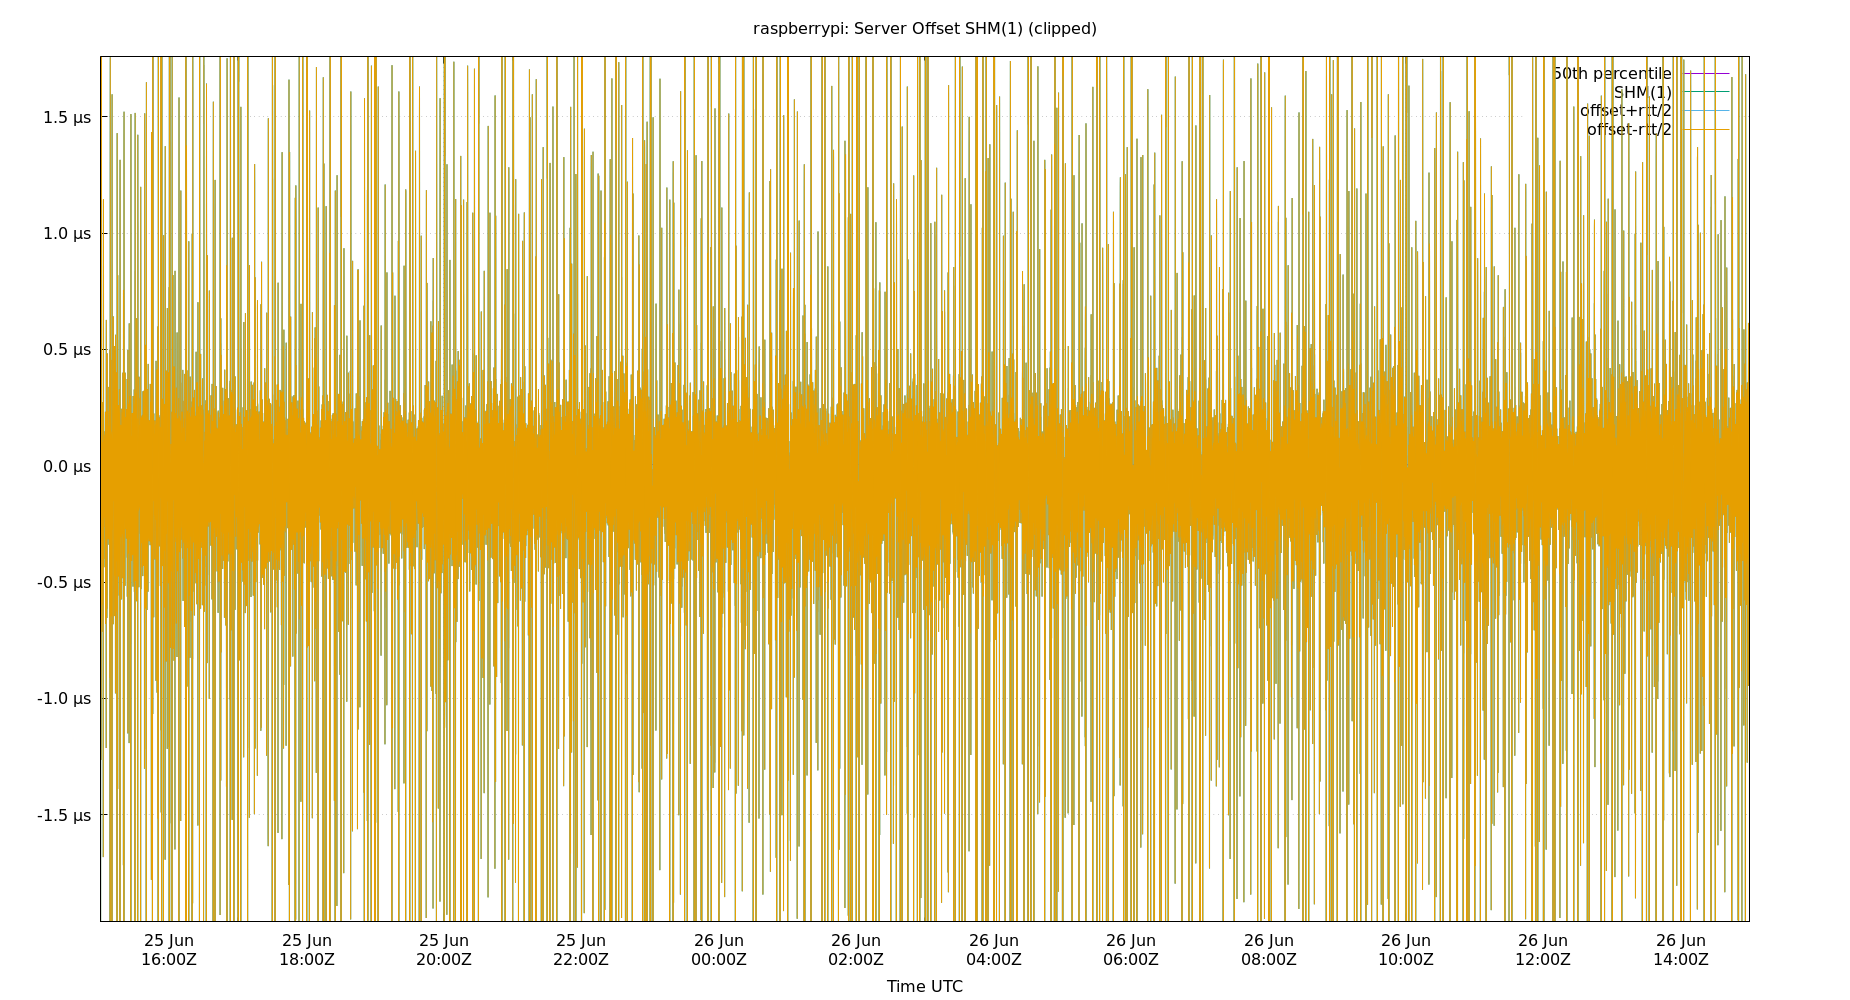 raspberrypi: Server Offset SHM(1) (clipped)
50th percentile
SHM(1)
offset+rtt/2
offset-rtt/2
1.5 µs
1.0 µs
0.5 µs
0.0 µs
-0.5 µs
-1.0 µs
-1.5 µs
25 Jun 25 Jun 25 Jun 25 Jun 26 Jun 26 Jun 26 Jun 26 Jun 26 Jun 26 Jun 26 Jun 26 Jun
16:00Z 18:00Z 20:00Z 22:00Z 00:00Z 02:00Z 04:00Z 06:00Z 08:00Z 10:00Z 12:00Z 14:00Z
Time UTC